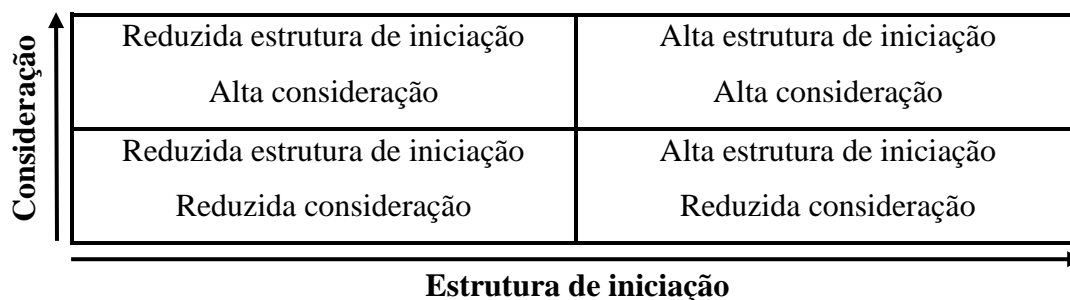 Consideração
Reduzida estrutura de iniciação
Alta consideração
Alta estrutura de iniciação
Alta consideração
Reduzida estrutura de iniciação
Reduzida consideração
Alta estrutura de iniciação
Reduzida consideração
Estrutura de iniciação